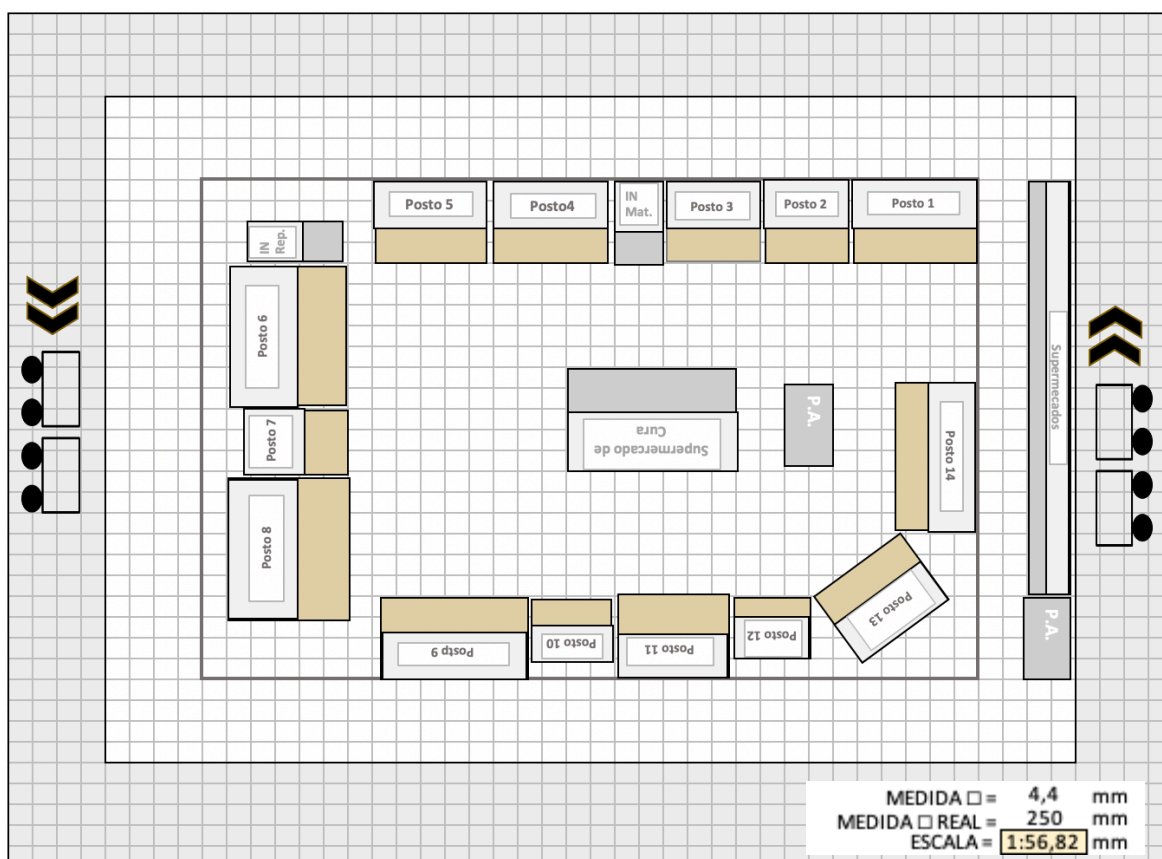 Posto 5
Posto4
IN
Mat.
Posto 3
Posto 2
Posto 1
IN
Rep.
Posto 6
Posto 7
Posto 8
Supermercado de
Cura
P.A.
Posto 14
Supermecados
Posto 13
Postp 9
Posto 10
Posto 11
Posto 12
P.A.
MEDIDA □ = 4,4 mm
MEDIDA □ REAL = 250 mm
ESCALA = 1:56,82 mm